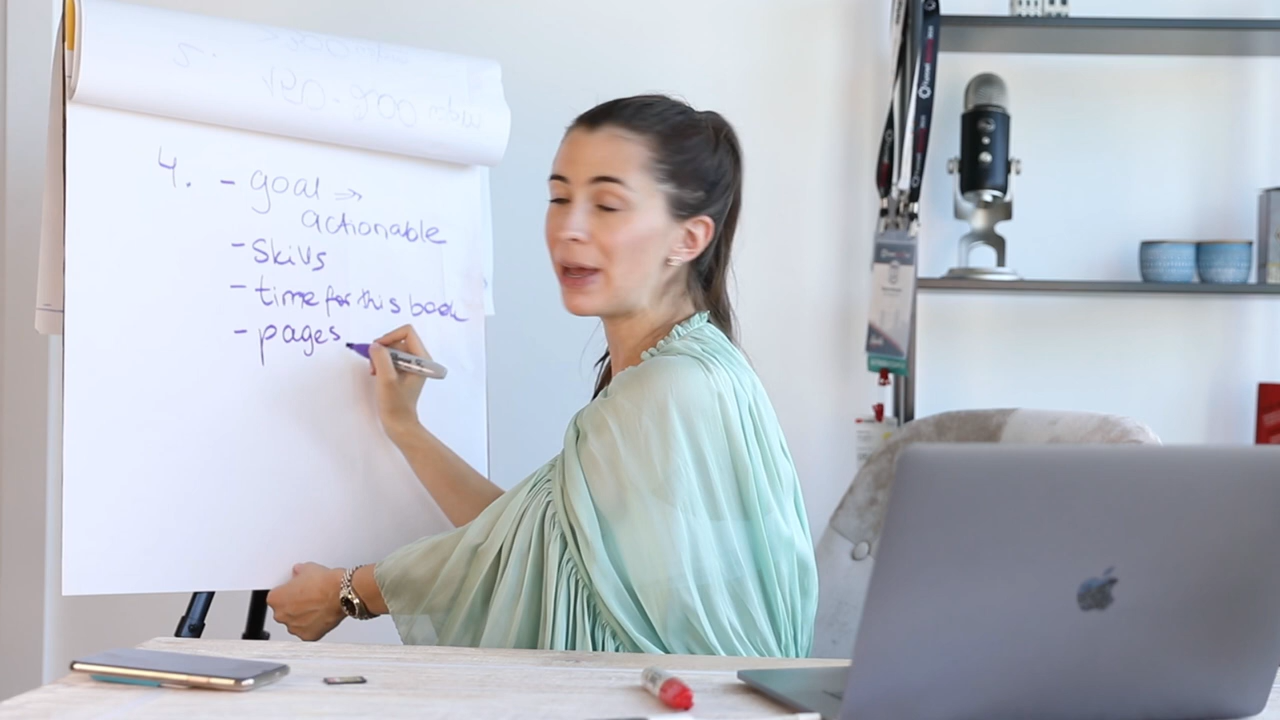 4. - goal =>
actionable
- Skills
- time for this book
- pages